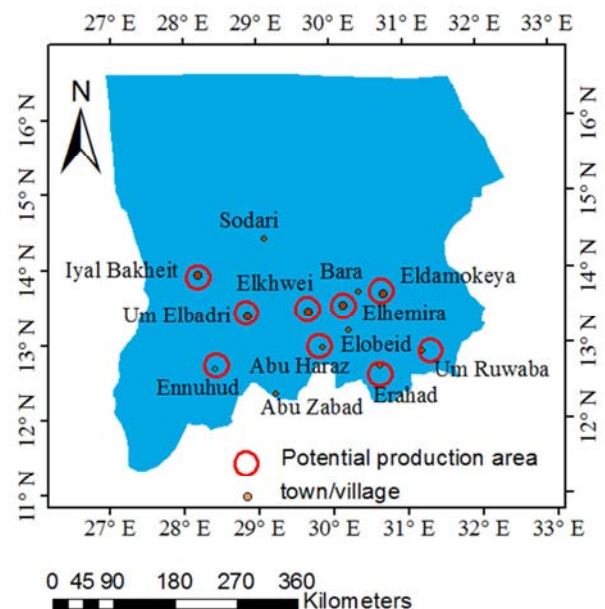 27° E 28° E 29° E 30° E 31° E 32° E 33° E
N
16° N 16° N
15° N 15° N
Sodari
14° N 14° N
Iyal Bakheit Elkhwei Bara Eldamokeya
Um Elbadri Elhemira
13° N 13° N
Elobeid
Abu Haraz Um Ruwaba
Ennuhud Erahad
Abu Zabad
12° N 12° N
Potential production area
town/village
11° N 11° N
27° E 28° E 29° E 30° E 31° E 32° E 33° E
0 45 90 180 270 360
Kilometers